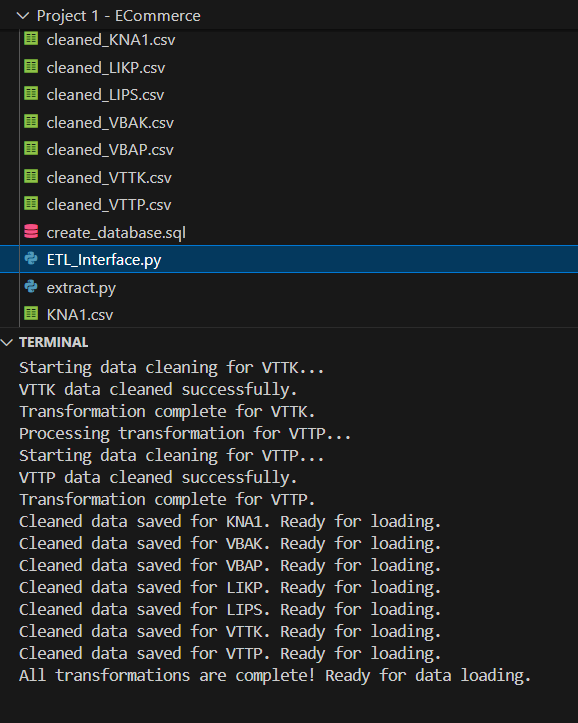 Project 1 - ECommerce
cleaned_KNA1.csv
cleaned_LIKP.csv
cleaned_LIPS.csv
cleaned_VBAK.csv
cleaned_VBAP.csv
cleaned_VTTK.csv
cleaned_VTTP.csv
create_database.sql
ETL_Interface.py
extract.py
KNA1.csv
TERMINAL
Starting data cleaning for VTTK...
VTTK data cleaned successfully.
Transformation complete for VTTK.
Processing transformation for VTTP...
Starting data cleaning for VTTP...
VTTP data cleaned successfully.
Transformation complete for VTTP.
Cleaned data saved for KNA1. Ready for loading.
Cleaned data saved for VBAK. Ready for loading.
Cleaned data saved for VBAP. Ready for loading.
Cleaned data saved for LIKP. Ready for loading.
Cleaned data saved for LIPS. Ready for loading.
Cleaned data saved for VTTK. Ready for loading.
Cleaned data saved for VTTP. Ready for loading.
All transformations are complete! Ready for data loading.